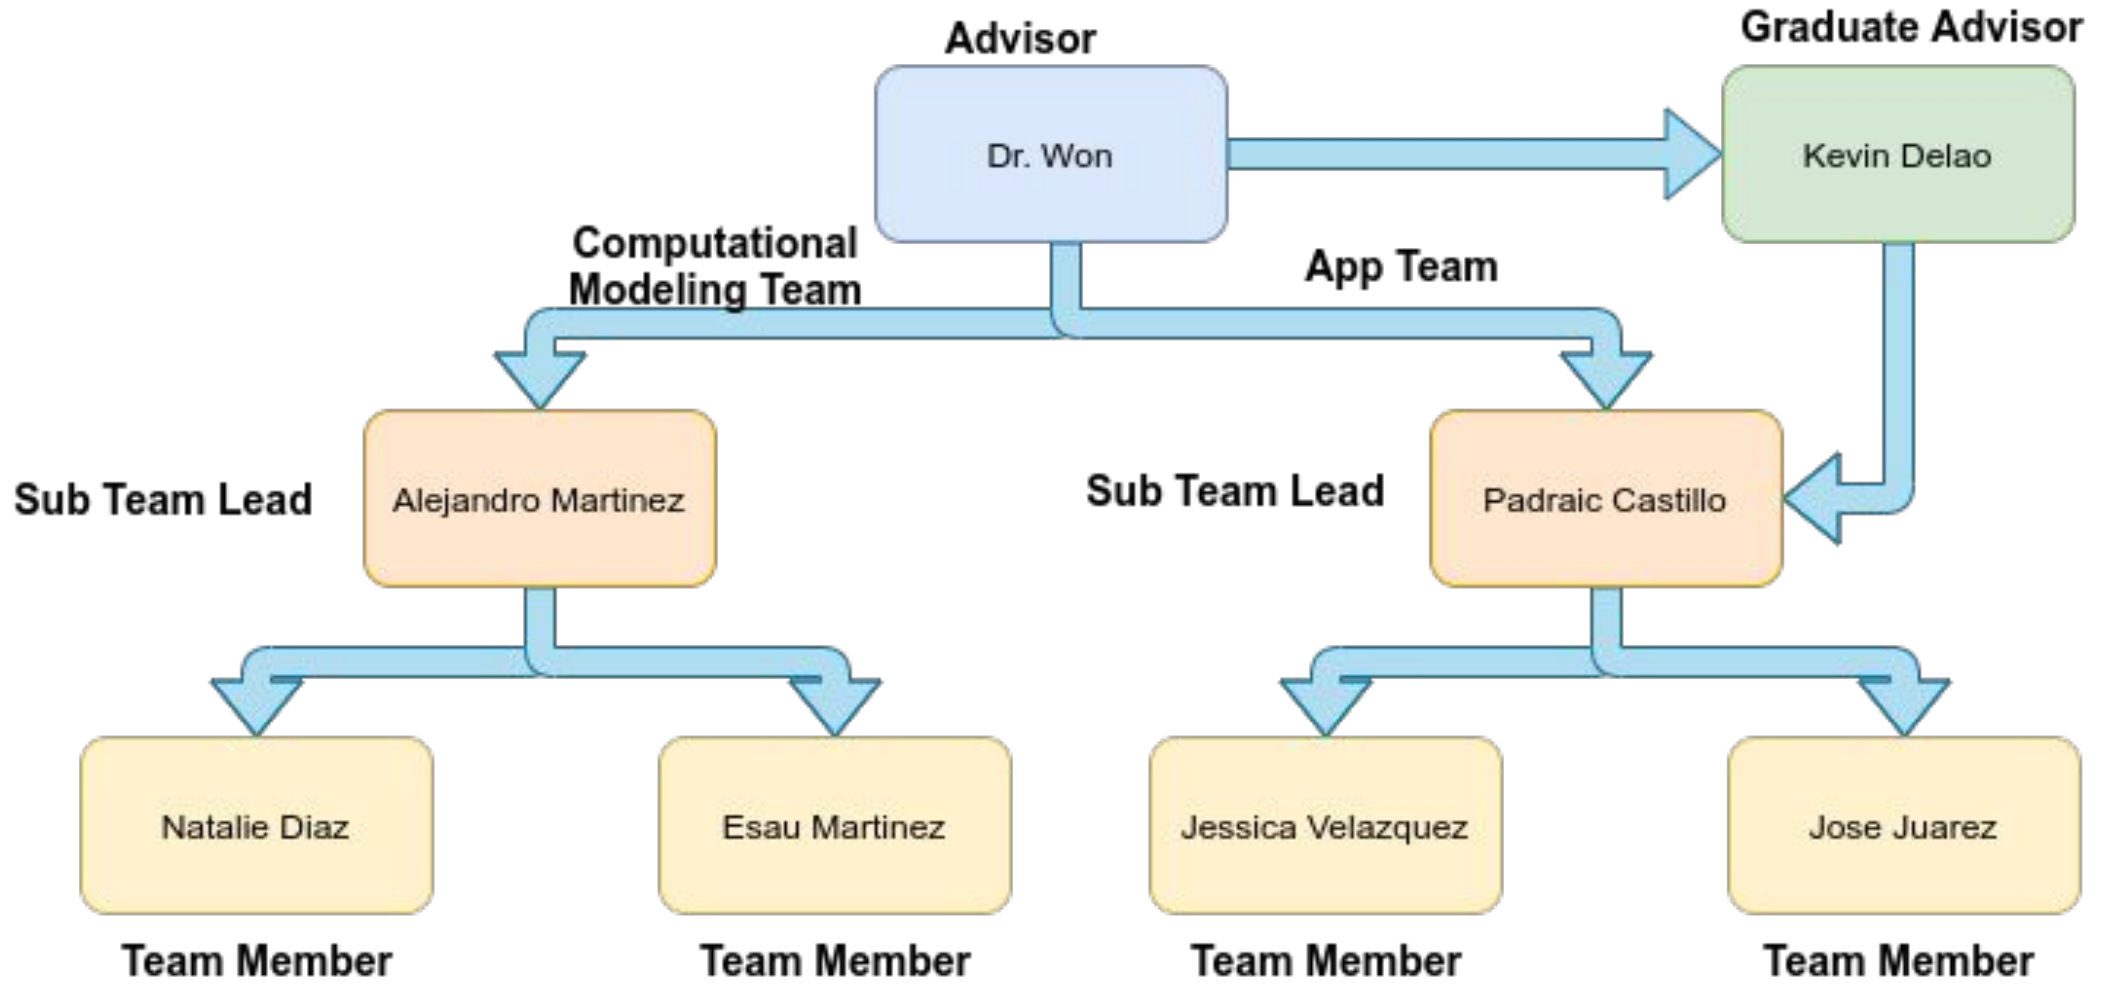 Advisor
Graduate Advisor
Dr. Won
Kevin Delao
Computational
Modeling Team
App Team
Sub Team Lead
Alejandro Martinez
Sub Team Lead
Padraic Castillo
Natalie Diaz
Esau Martinez
Jessica Velazquez
Jose Juarez
Team Member
Team Member
Team Member
Team Member